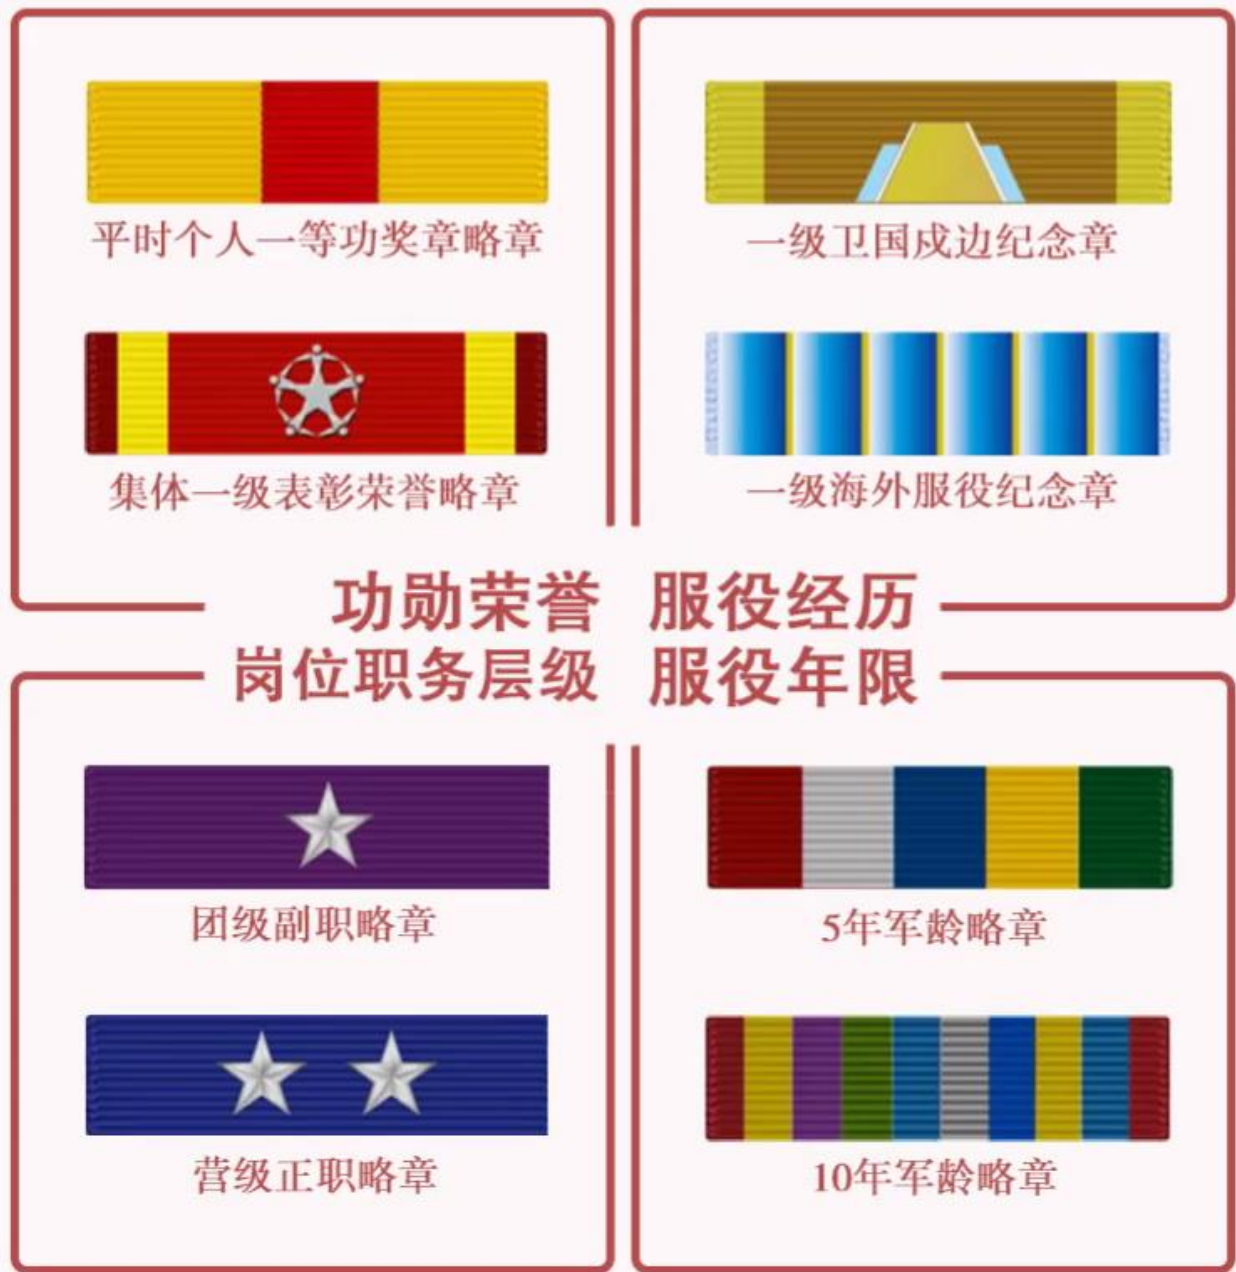 平时个人一等功奖章略章
一级卫国戍边纪念章
集体一级表彰荣誉略章
一级海外服役纪念章
功勋荣誉 服役经历
岗位职务层级 服役年限
团级副职略章
5年军龄略章
营级正职略章
10年军龄略章